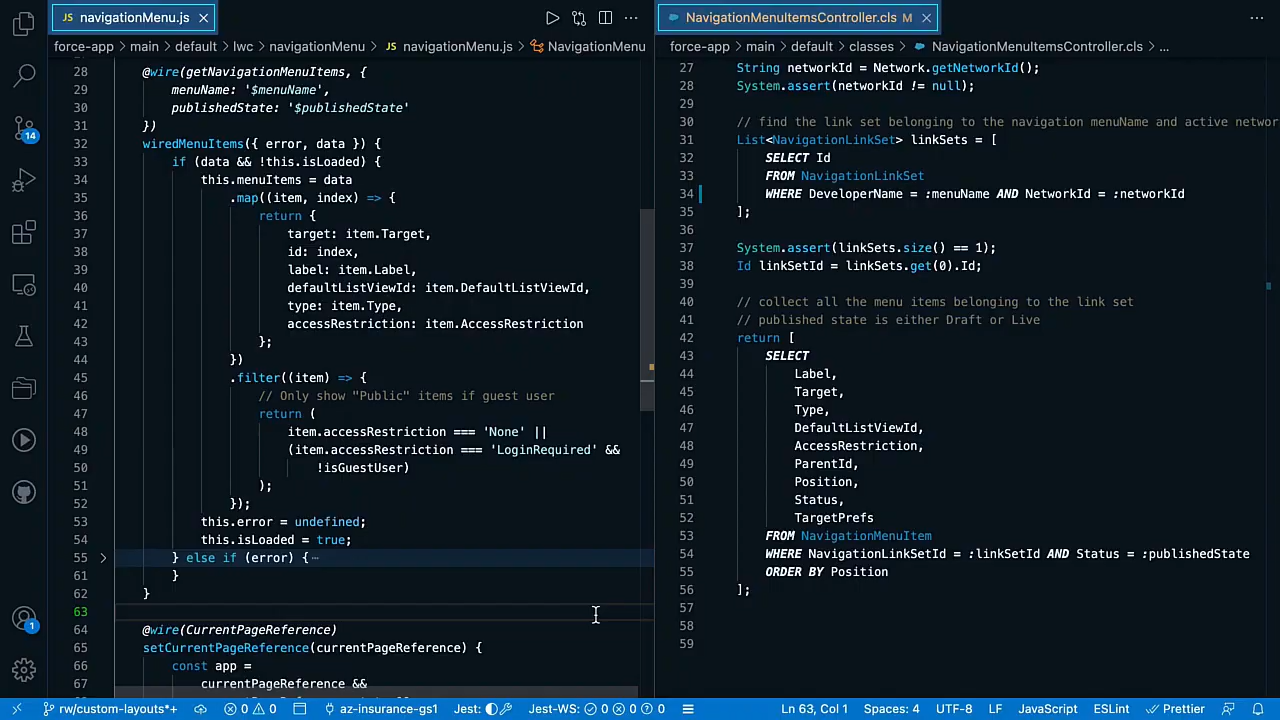 JS navigationMenu.js
force-app > main > default > lwc > navigationMenu > JS navigationMenu.js > NavigationMenu
28 @wire(getNavigationMenuItems, {
29 menuName: '$menuName',
30 publishedState: '$publishedState'
31 })
32 wiredMenuItems({ error, data }) {
33 if (data && !this.isLoaded) {
34 this.menuItems = data
35 .map((item, index) => {
36 return {
37 target: item.Target,
38 id: index,
39 label: item.Label,
40 defaultListViewId: item.DefaultListViewId,
41 type: item.Type,
42 accessRestriction: item.AccessRestriction
43 };
44 })
45 .filter((item) => {
46 // Only show "Public" items if guest user
47 return (
48 item.accessRestriction === 'None' ||
49 (item.accessRestriction === 'LoginRequired' &&
50 !isGuestUser)
51 );
52 });
53 this.error = undefined;
54 this.isLoaded = true;
55 } else if (error) {
61 }
62 }
63
64 @wire(CurrentPageReference)
65 setCurrentPageReference(currentPageReference) {
66 const app =
67 currentPageReference &&
NavigationMenuItemsController.cls M
force-app > main > default > classes > NavigationMenuItemsController.cls > ...
27 String networkId = Network.getNetworkId();
28 System.assert(networkId != null);
29
30 // find the link set belonging to the navigation menuName and active networ
31 List<NavigationLinkSet> linkSets = [
32 SELECT Id
33 FROM NavigationLinkSet
34 WHERE DeveloperName = :menuName AND NetworkId = :networkId
35 ];
36
37 System.assert(linkSets.size() == 1);
38 Id linkSetId = linkSets.get(0).Id;
39
40 // collect all the menu items belonging to the link set
41 // published state is either Draft or Live
42 return [
43 SELECT
44 Label,
45 Target,
46 Type,
47 DefaultListViewId,
48 AccessRestriction,
49 ParentId,
50 Position,
51 Status,
52 TargetPrefs
53 FROM NavigationMenuItem
54 WHERE NavigationLinkSetId = :linkSetId AND Status = :publishedState
55 ORDER BY Position
56 ];
57
58
59
14
1
rw/custom-layouts*+ 0 0 az-insurance-gs1 Jest: Jest-WS: 0 0 0 Ln 63, Col 1 Spaces: 4 UTF-8 LF JavaScript ESLint Prettier